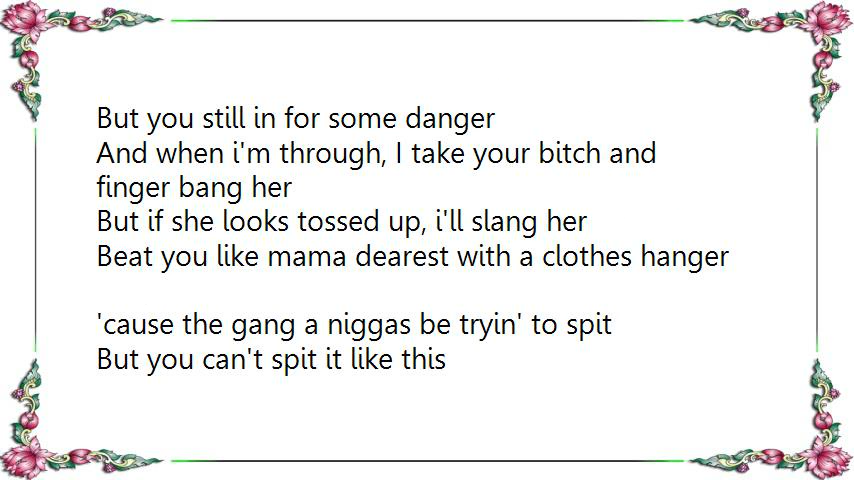 But you still in for some danger
And when i'm through, I take your bitch and
finger bang her
But if she looks tossed up, i'll slang her
Beat you like mama dearest with a clothes hanger
'cause the gang a niggas be tryin' to spit
But you can't spit it like this